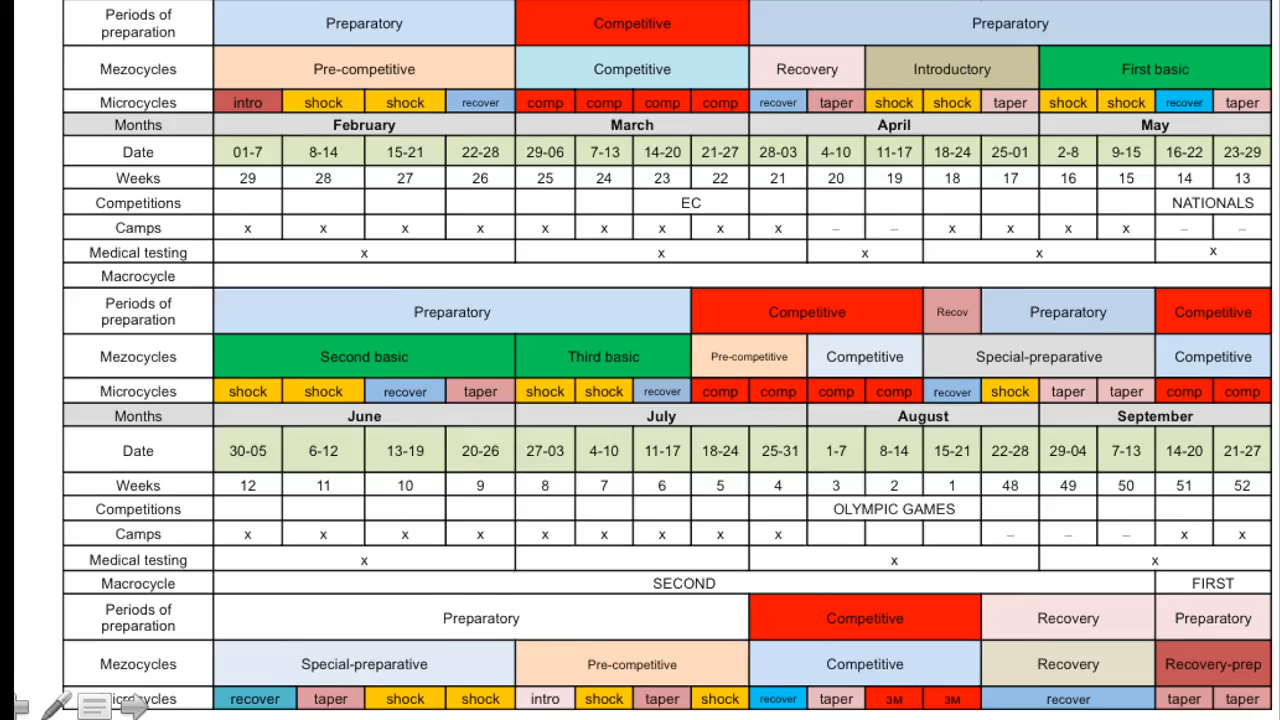 Periods of preparation Preparatory Competitive Preparatory
Mezocycles Pre-competitive Competitive Recovery Introductory First basic
Microcycles intro shock shock recover comp comp comp comp recover taper shock shock taper shock shock recover taper
Months February March April May
Date 01-7 8-14 15-21 22-28 29-06 7-13 14-20 21-27 28-03 4-10 11-17 18-24 25-01 2-8 9-15 16-22 23-29
Weeks 29 28 27 26 25 24 23 22 21 20 19 18 17 16 15 14 13
Competitions EC NATIONALS
Camps x x x x x x x x x – – x x x x – –
Medical testing x x x x x
Macrocycle
Periods of preparation Preparatory Competitive Recov Preparatory Competitive
Mezocycles Second basic Third basic Pre-competitive Competitive Special-preparative Competitive
Microcycles shock shock recover taper shock shock recover comp comp comp comp recover shock taper taper comp comp
Months June July August September
Date 30-05 6-12 13-19 20-26 27-03 4-10 11-17 18-24 25-31 1-7 8-14 15-21 22-28 29-04 7-13 14-20 21-27
Weeks 12 11 10 9 8 7 6 5 4 3 2 1 48 49 50 51 52
Competitions OLYMPIC GAMES
Camps x x x x x x x x x – – – x x
Medical testing x x x
Macrocycle SECOND FIRST
Periods of preparation Preparatory Competitive Recovery Preparatory
Mezocycles Special-preparative Pre-competitive Competitive Recovery Recovery-prep
recover taper shock shock intro shock taper shock recover taper зм зм recover taper taper